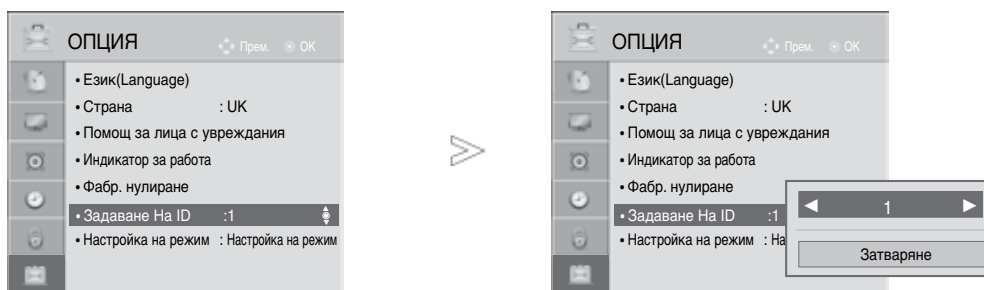 ОПЦИЯ
Прем. OK
• Език(Language)
• Страна : UK
• Помощ за лица с увреждания
• Индикатор за работа
• Фабр. нулиране
• Задаване На ID :1
• Настройка на режим : Настройка на режим
ОПЦИЯ
Прем. OK
• Език(Language)
• Страна : UK
• Помощ за лица с увреждания
• Индикатор за работа
• Фабр. нулиране
• Задаване На ID :1
• Настройка на режим : На
◄ 1 ►
Затваряне